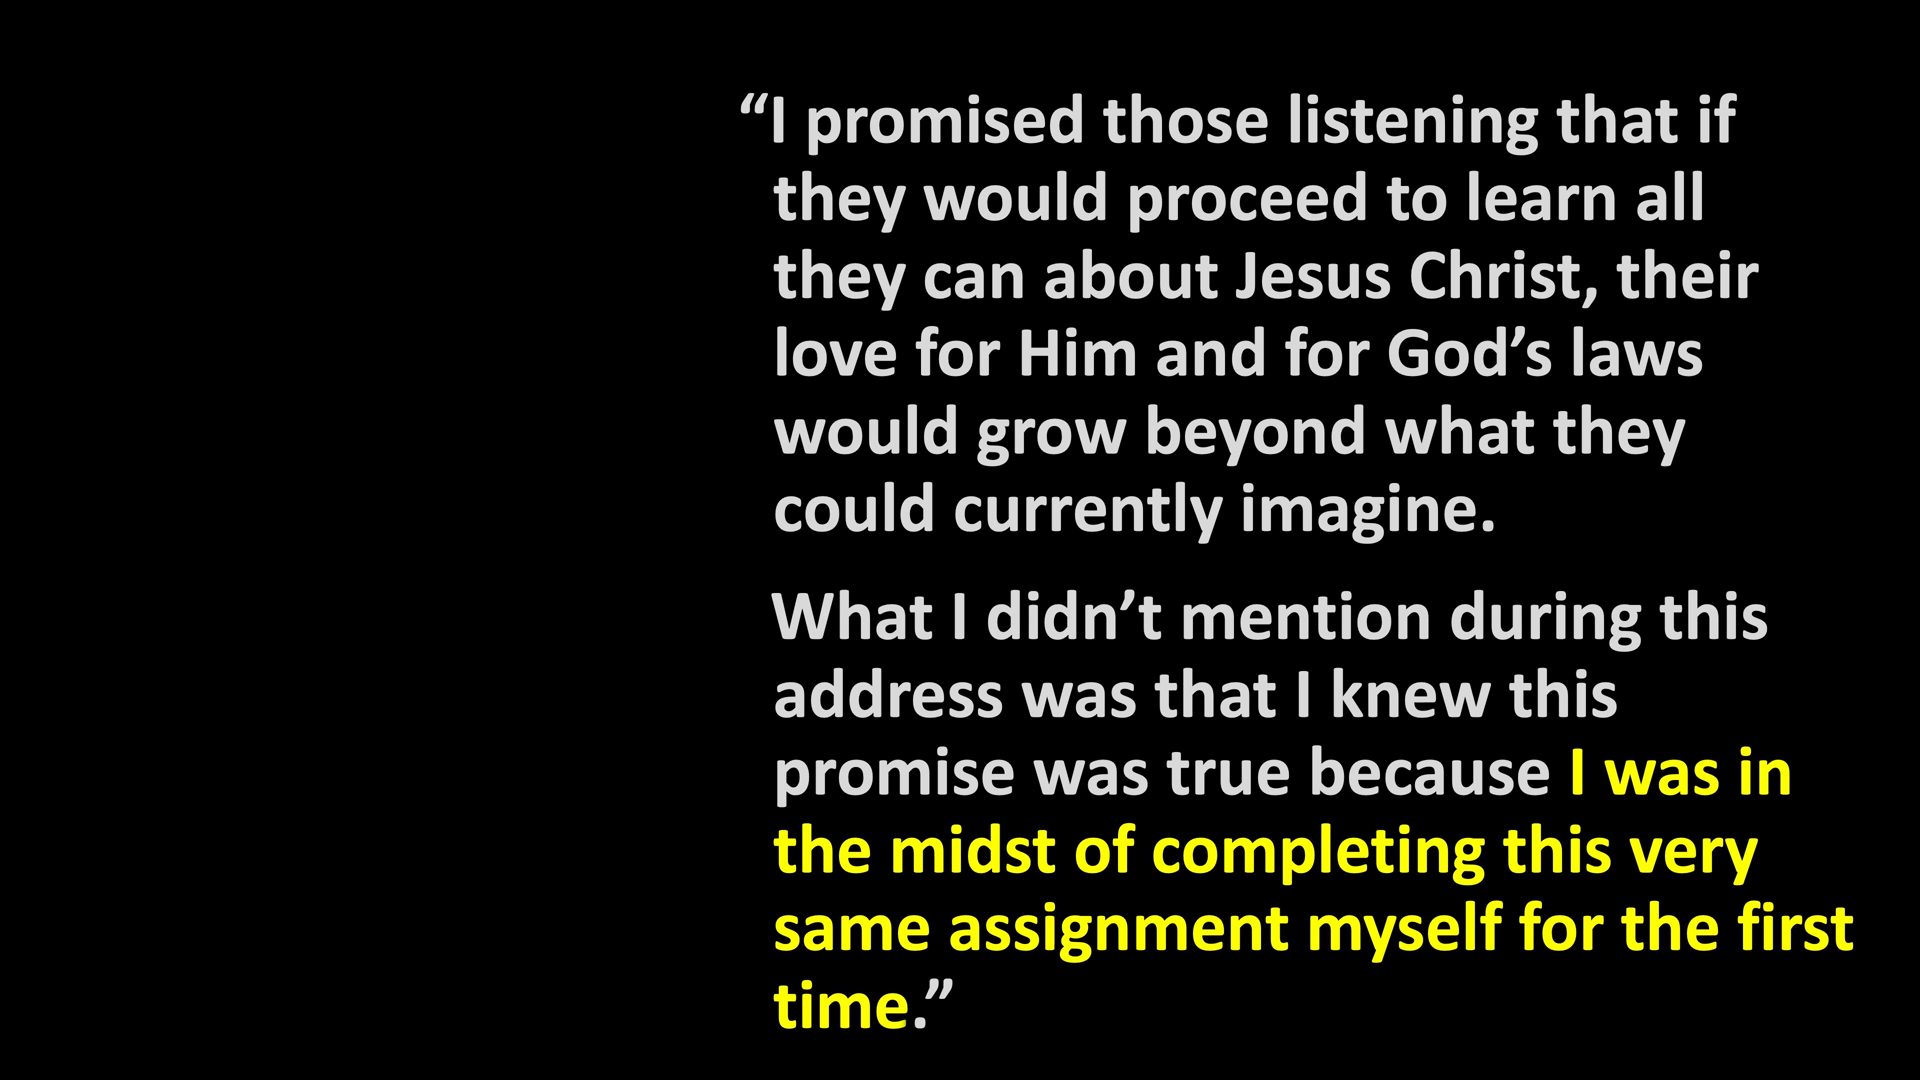 “I promised those listening that if
they would proceed to learn all
they can about Jesus Christ, their
love for Him and for God’s laws
would grow beyond what they
could currently imagine.
What I didn’t mention during this
address was that I knew this
promise was true because I was in
the midst of completing this very
same assignment myself for the first
time.”